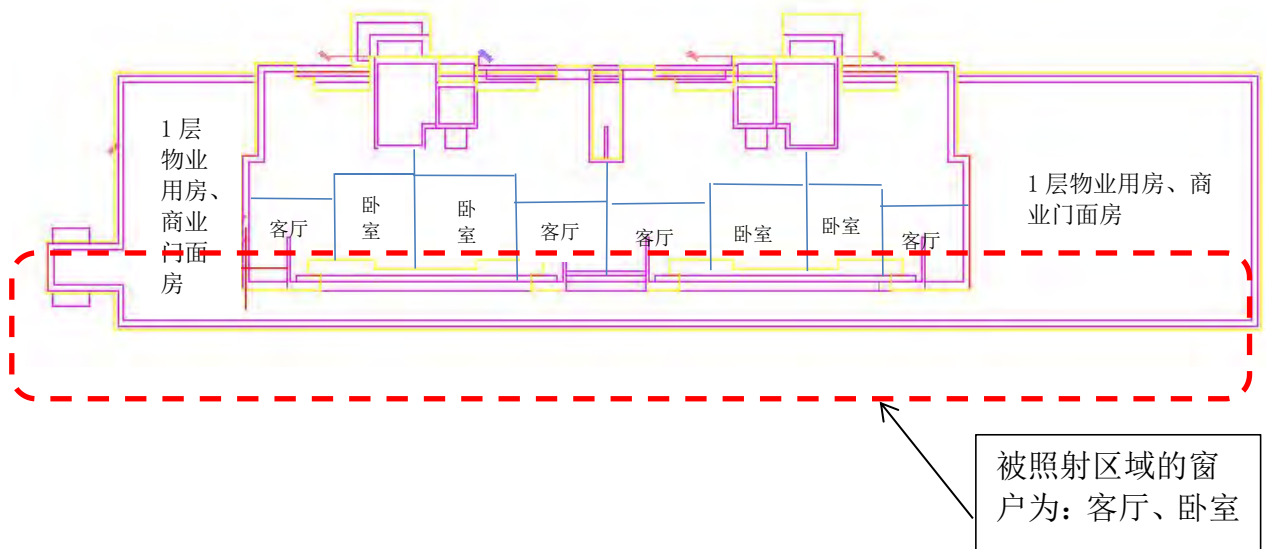 1 层
物业
用房、
商业
门面
房
客厅
卧
室
卧
室
客厅
客厅
卧室
卧室
客厅
1 层物业用房、商
业门面房
被照射区域的窗
户为：客厅、卧室